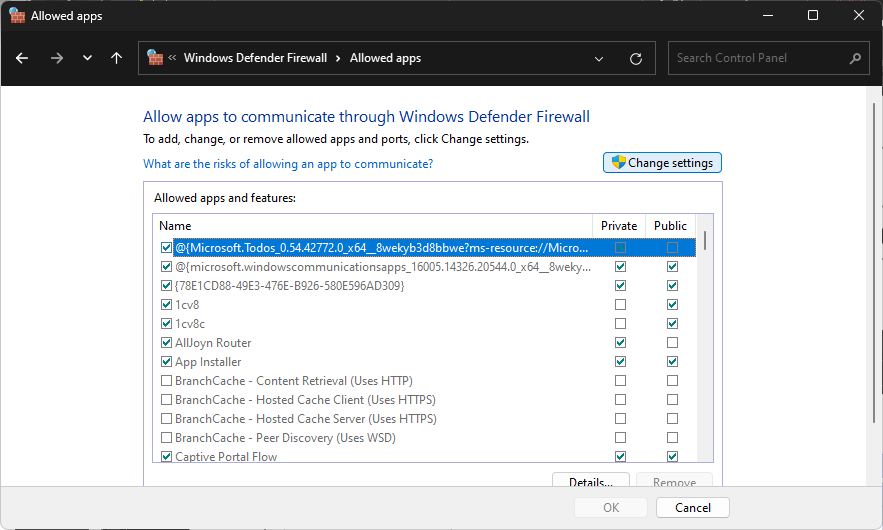 Allowed apps
Windows Defender Firewall
Allowed apps
Search Control Panel
Allow apps to communicate through Windows Defender Firewall
To add, change, or remove allowed apps and ports, click Change settings.
What are the risks of allowing an app to communicate?
Change settings
Allowed apps and features:
Name Private Public
@{Microsoft.Todos_0.54.42772.0_x64__8wekyb3d8bbwe?ms-resource://Micro...
@{microsoft.windowscommunicationsapps_16005.14326.20544.0_x64__8weky...
{78E1CD88-49E3-476E-B926-580E596AD309}
1cv8
1cv8c
AllJoyn Router
App Installer
BranchCache - Content Retrieval (Uses HTTP)
BranchCache - Hosted Cache Client (Uses HTTPS)
BranchCache - Hosted Cache Server (Uses HTTPS)
BranchCache - Peer Discovery (Uses WSD)
Captive Portal Flow
Details... Remove
OK Cancel